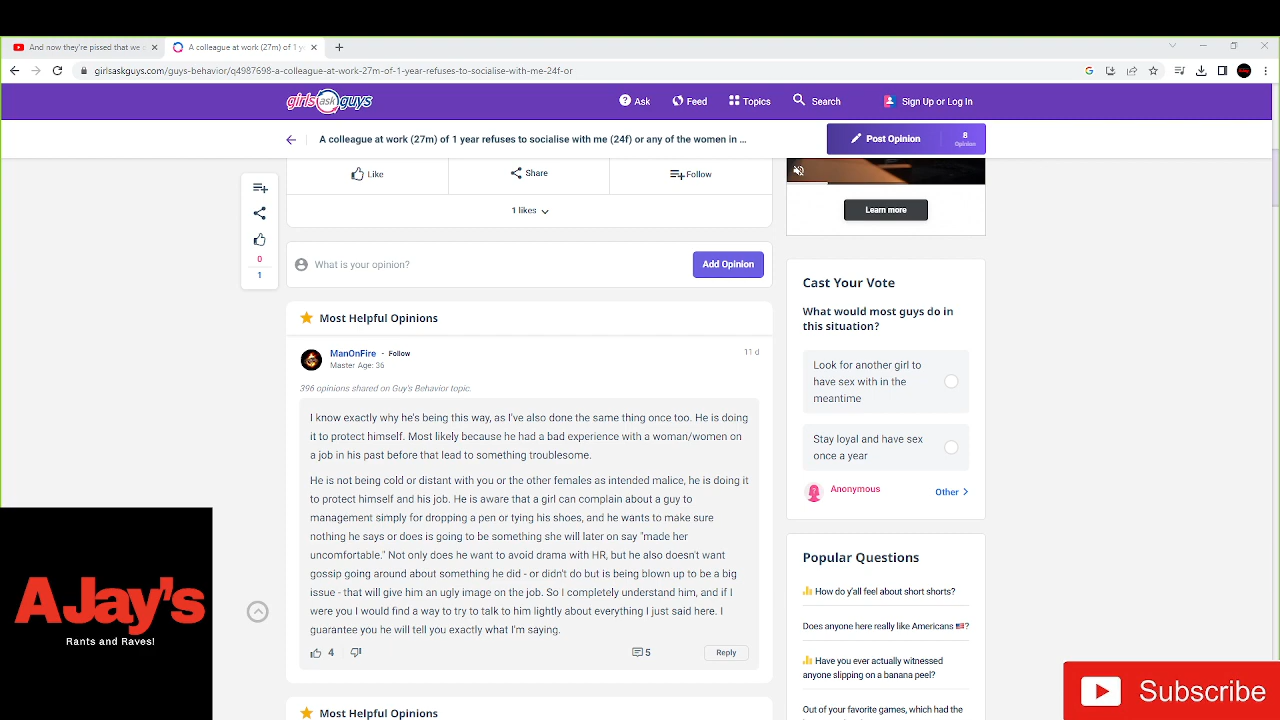 And now they're pissed that we
A colleague at work (27m) of 1 ye
girlsaskguys.com/guys-behavior/q4987698-a-colleague-at-work-27m-of-1-year-refuses-to-socialise-with-me-24f-or
girls ask guys
Ask
Feed
Topics
Search
Sign Up or Log In
A colleague at work (27m) of 1 year refuses to socialise with me (24f) or any of the women in ...
Post Opinion
8
Opinion
Like
Share
Follow
1 likes
0
1
What is your opinion?
Add Opinion
Most Helpful Opinions
ManOnFire - Follow
11 d
Master Age: 36
396 opinions shared on Guy's Behavior topic.
I know exactly why he's being this way, as I've also done the same thing once too. He is doing
it to protect himself. Most likely because he had a bad experience with a woman/women on
a job in his past before that lead to something troublesome.
He is not being cold or distant with you or the other females as intended malice, he is doing it
to protect himself and his job. He is aware that a girl can complain about a guy to
management simply for dropping a pen or tying his shoes, and he wants to make sure
nothing he says or does is going to be something she will later on say "made her
uncomfortable." Not only does he want to avoid drama with HR, but he also doesn't want
gossip going around about something he did - or didn't do but is being blown up to be a big
issue - that will give him an ugly image on the job. So I completely understand him, and if I
were you I would find a way to try to talk to him lightly about everything I just said here. I
guarantee you he will tell you exactly what I'm saying.
4
5
Reply
Most Helpful Opinions
Learn more
Cast Your Vote
What would most guys do in
this situation?
Look for another girl to
have sex with in the
meantime
Stay loyal and have sex
once a year
Anonymous
Other
Popular Questions
How do y'all feel about short shorts?
Does anyone here really like Americans 🇺🇸?
Have you ever actually witnessed
anyone slipping on a banana peel?
Out of your favorite games, which had the
AJay's
Rants and Raves!
Subscribe